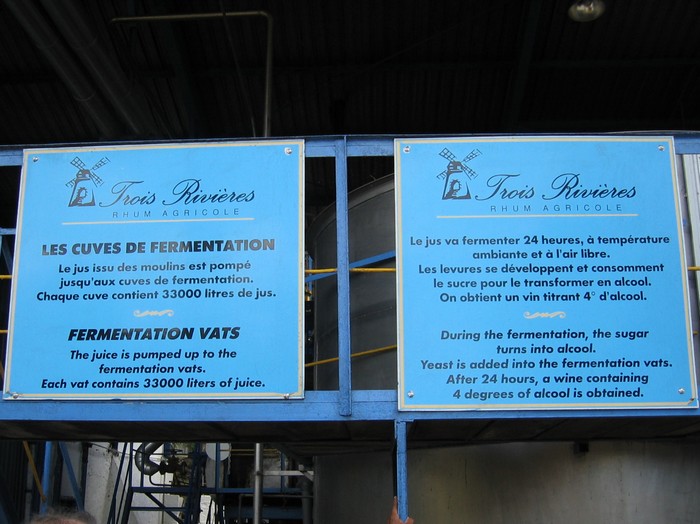 Trois Rivières
RHUM AGRICOLE
LES CUVES DE FERMENTATION
Le jus issu des moulins est pompé
jusqu'aux cuves de fermentation.
Chaque cuve contient 33000 litres de jus.
FERMENTATION VATS
The juice is pumped up to the
fermentation vats.
Each vat contains 33000 liters of juice.
Trois Rivières
RHUM AGRICOLE
Le jus va fermenter 24 heures, à température
ambiante et à l'air libre.
Les levures se développent et consomment
le sucre pour le transformer en alcool.
On obtient un vin titrant 4° d'alcool.
During the fermentation, the sugar
turns into alcool.
Yeast is added into the fermentation vats.
After 24 hours, a wine containing
4 degrees of alcool is obtained.